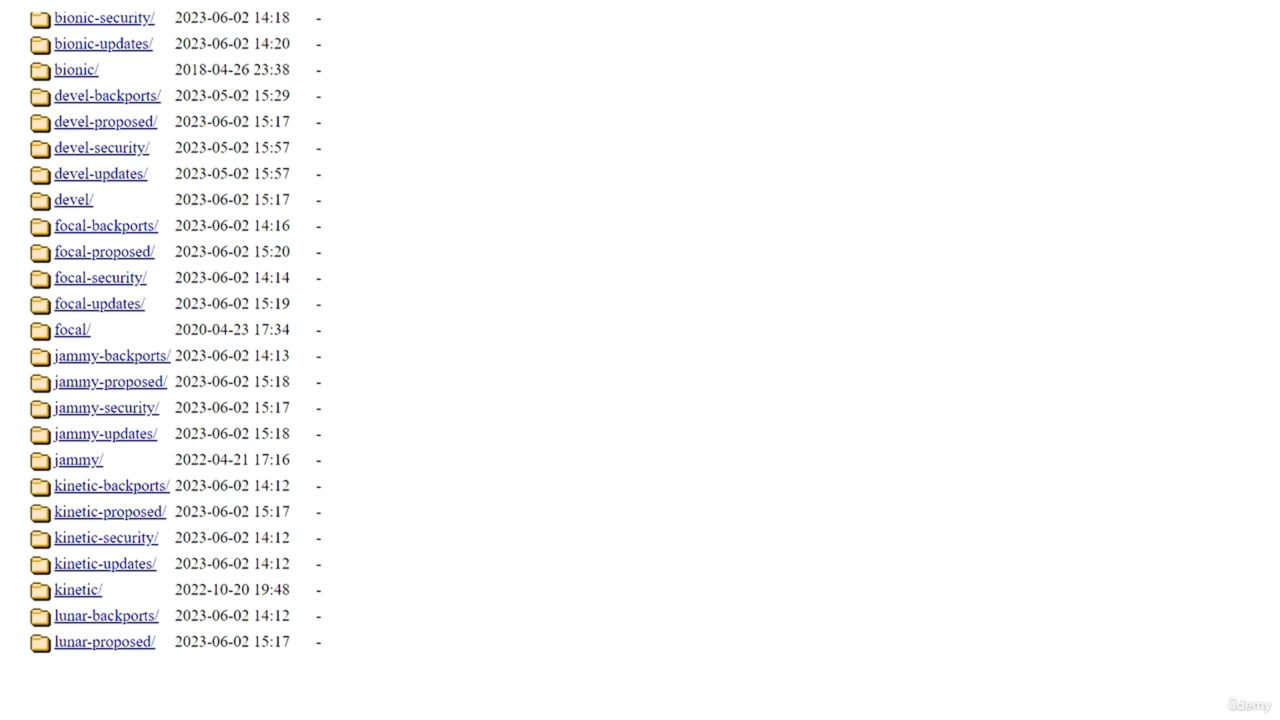 bionic-security/ 2023-06-02 14:18 -
bionic-updates/ 2023-06-02 14:20 -
bionic/ 2018-04-26 23:38 -
devel-backports/ 2023-05-02 15:29 -
devel-proposed/ 2023-06-02 15:17 -
devel-security/ 2023-05-02 15:57 -
devel-updates/ 2023-05-02 15:57 -
devel/ 2023-06-02 15:17 -
focal-backports/ 2023-06-02 14:16 -
focal-proposed/ 2023-06-02 15:20 -
focal-security/ 2023-06-02 14:14 -
focal-updates/ 2023-06-02 15:19 -
focal/ 2020-04-23 17:34 -
jammy-backports/ 2023-06-02 14:13 -
jammy-proposed/ 2023-06-02 15:18 -
jammy-security/ 2023-06-02 15:17 -
jammy-updates/ 2023-06-02 15:18 -
jammy/ 2022-04-21 17:16 -
kinetic-backports/ 2023-06-02 14:12 -
kinetic-proposed/ 2023-06-02 15:17 -
kinetic-security/ 2023-06-02 14:12 -
kinetic-updates/ 2023-06-02 14:12 -
kinetic/ 2022-10-20 19:48 -
lunar-backports/ 2023-06-02 14:12 -
lunar-proposed/ 2023-06-02 15:17 -
ûdemy